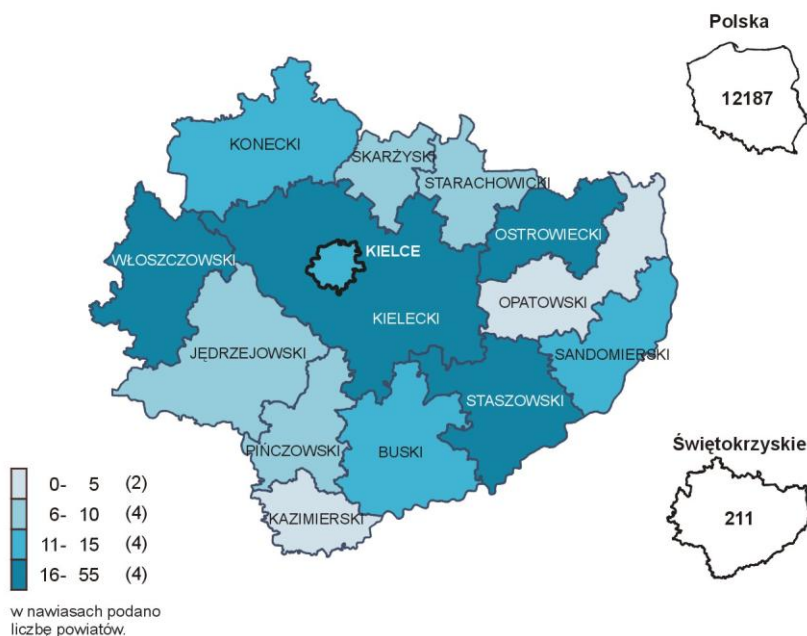 Polska
12187
KONECKI
SKARŻYSKI
STARACHOWICKI
OSTROWIECKI
WŁOSZCZOWSKI
KIELCE
OPATOWSKI
KIELECKI
JĘDRZEJOWSKI
SANDOMIERSKI
STASZOWSKI
PIŃCZOWSKI
BUSKI
KAZIMIERSKI
Świętokrzyskie
211
0- 5 (2)
6- 10 (4)
11- 15 (4)
16- 55 (4)
w nawiasach podano
liczbę powiatów.